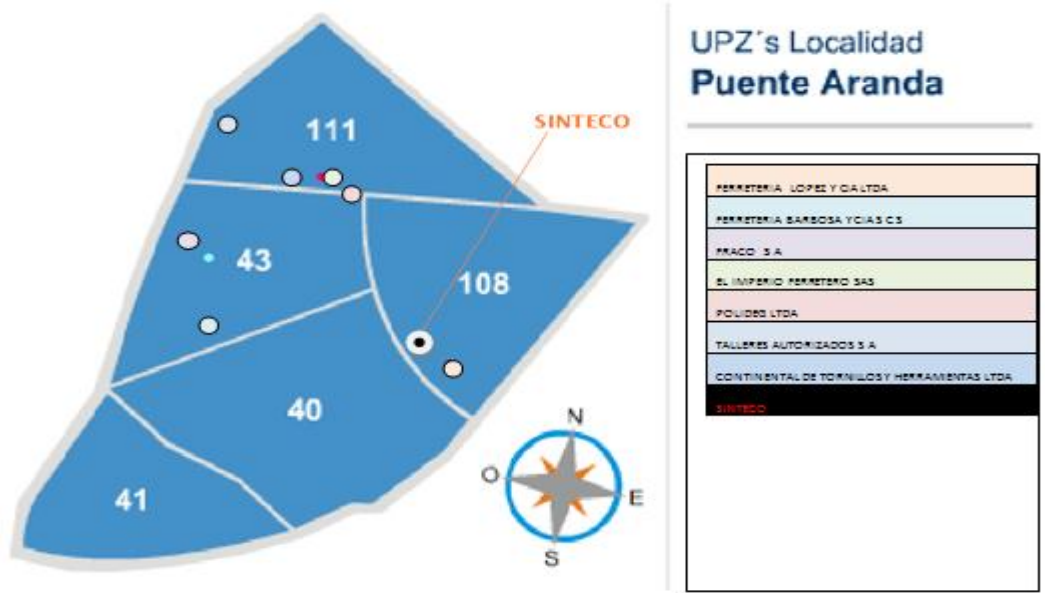 UPZ´s Localidad
Puente Aranda
SINTECO
111
43
108
40
41
N
O
E
S
FERRETERIA LOPEZ Y CIA LTDA
FERRETERIA BARBOSA Y CIA S C S
FRACO S A
EL IMPERIO FERRETERO SAS
POLIDEG LTDA
TALLERES AUTORIZADOS S A
CONTINENTAL DE TORNILLOS Y HERRAMIENTAS LTDA
SINTECO